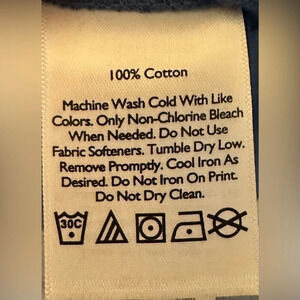 100% Cotton
Machine Wash Cold With Like
Colors. Only Non-Chlorine Bleach
When Needed. Do Not Use
Fabric Softeners. Tumble Dry Low.
Remove Promptly. Cool Iron As
Desired. Do Not Iron On Print.
Do Not Dry Clean.
30C